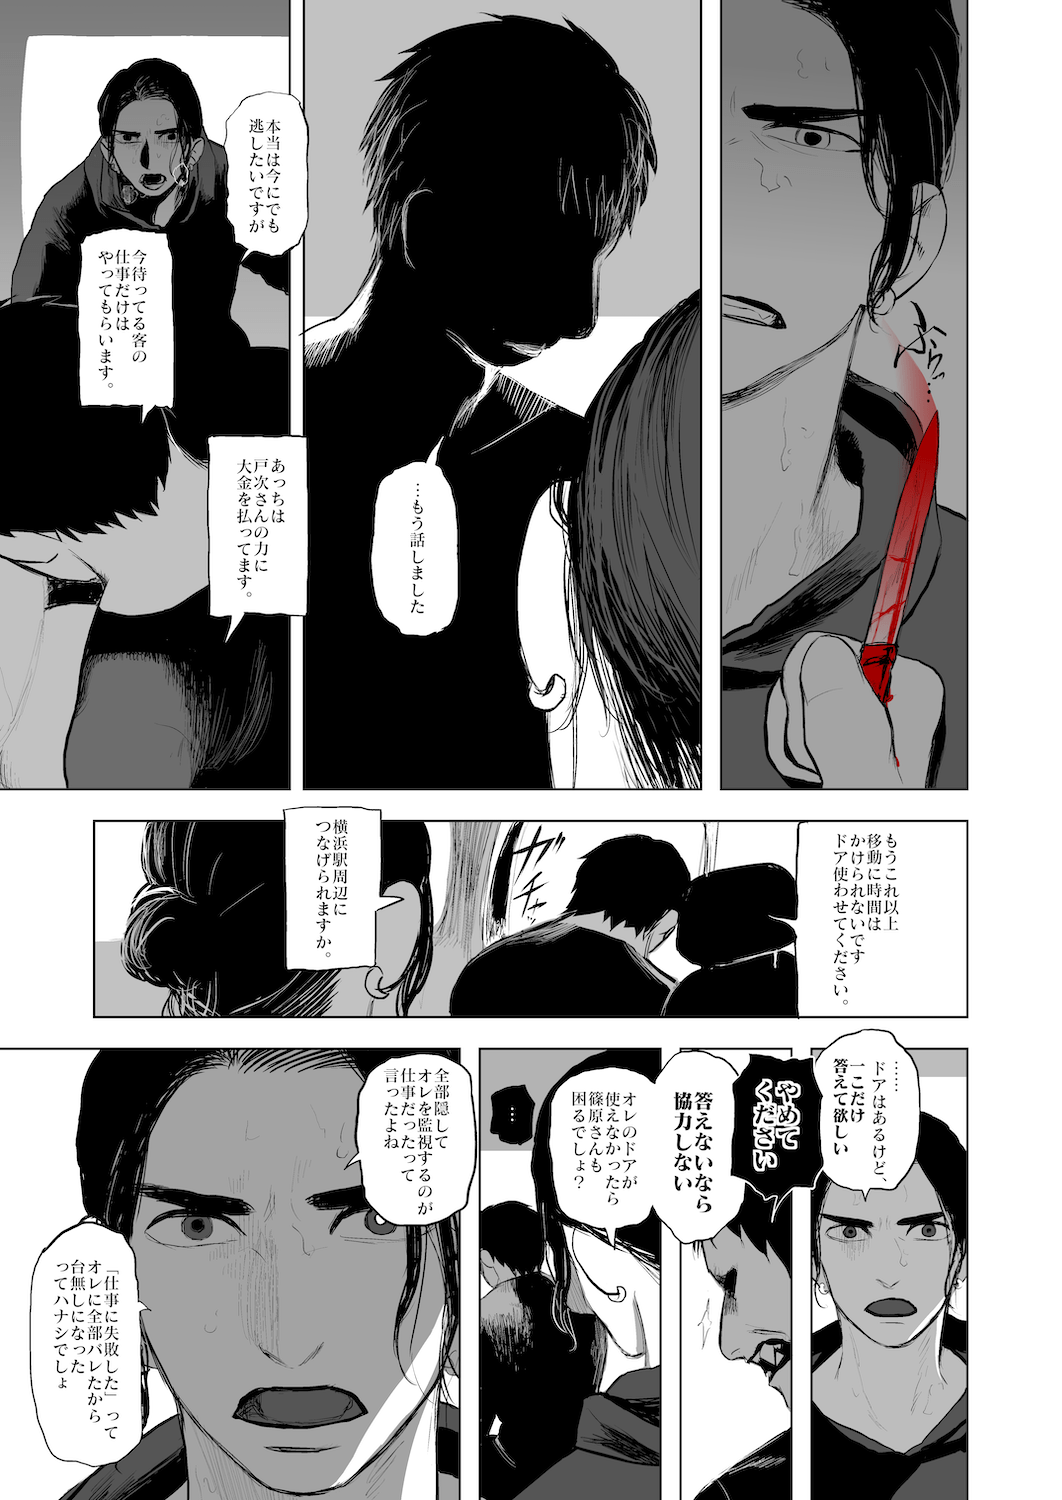 ふら…
…もう話しました
本当は今にでも
逃したいですが
今待ってる客の
仕事だけは
やってもらいます。
あっちは
戸次さんの力に
大金を払ってます。
もうこれ以上
移動に時間は
かけられないです
ドア使わせてください。
横浜駅周辺に
つなげられますか。
……
ドアはあるけど、
一こだけ
答えて欲しい
やめて
ください
答えないなら
協力しない
オレのドアが
使えなかったら
篠原さんも
困るでしょ？
…
全部隠して
オレを監視するのが
仕事だったって
言ったよね
「仕事に失敗した」って
オレに全部バレたから
台無しになった
ってハナシでしょ